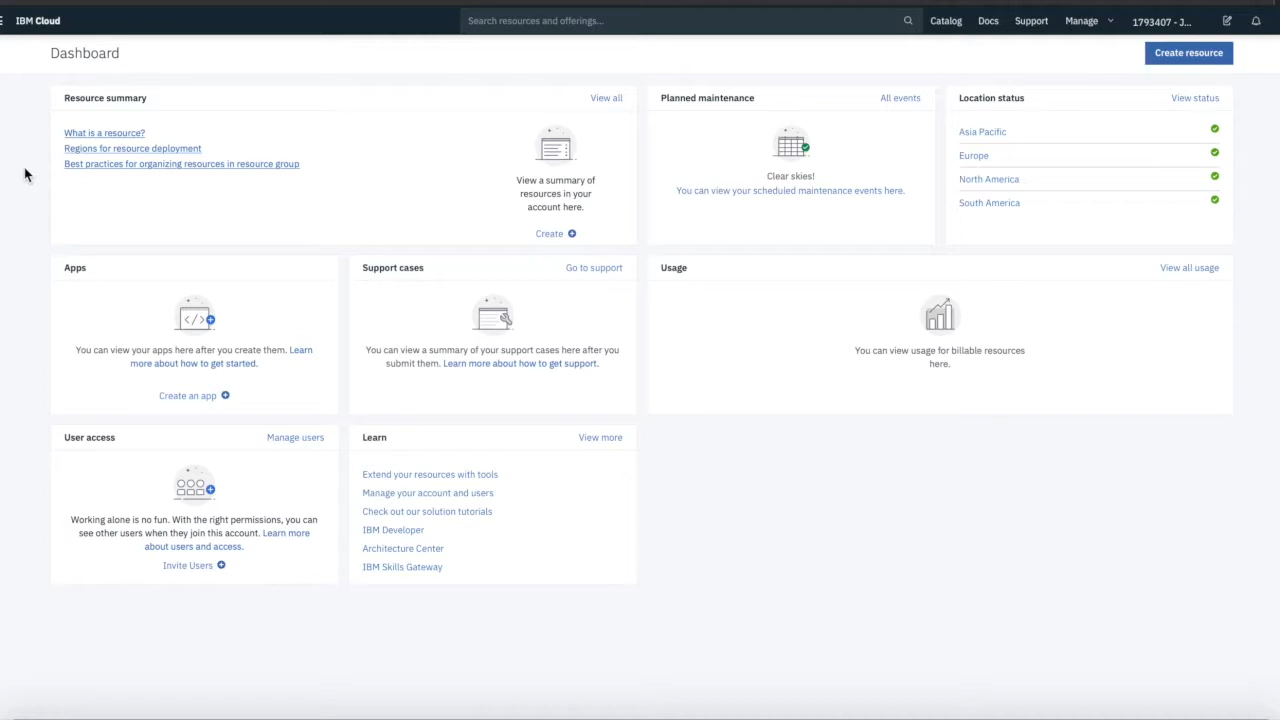 IBM Cloud
Search resources and offerings...
Catalog
Docs
Support
Manage
1793407 - J...
Dashboard
Create resource
Resource summary
View all
What is a resource?
Regions for resource deployment
Best practices for organizing resources in resource group
View a summary of
resources in your
account here.
Create
Planned maintenance
All events
Clear skies!
You can view your scheduled maintenance events here.
Location status
View status
Asia Pacific
Europe
North America
South America
Apps
</>
You can view your apps here after you create them. Learn
more about how to get started.
Create an app
Support cases
Go to support
You can view a summary of your support cases here after you
submit them. Learn more about how to get support.
Usage
View all usage
You can view usage for billable resources
here.
User access
Manage users
Working alone is no fun. With the right permissions, you can
see other users when they join this account. Learn more
about users and access.
Invite Users
Learn
View more
Extend your resources with tools
Manage your account and users
Check out our solution tutorials
IBM Developer
Architecture Center
IBM Skills Gateway